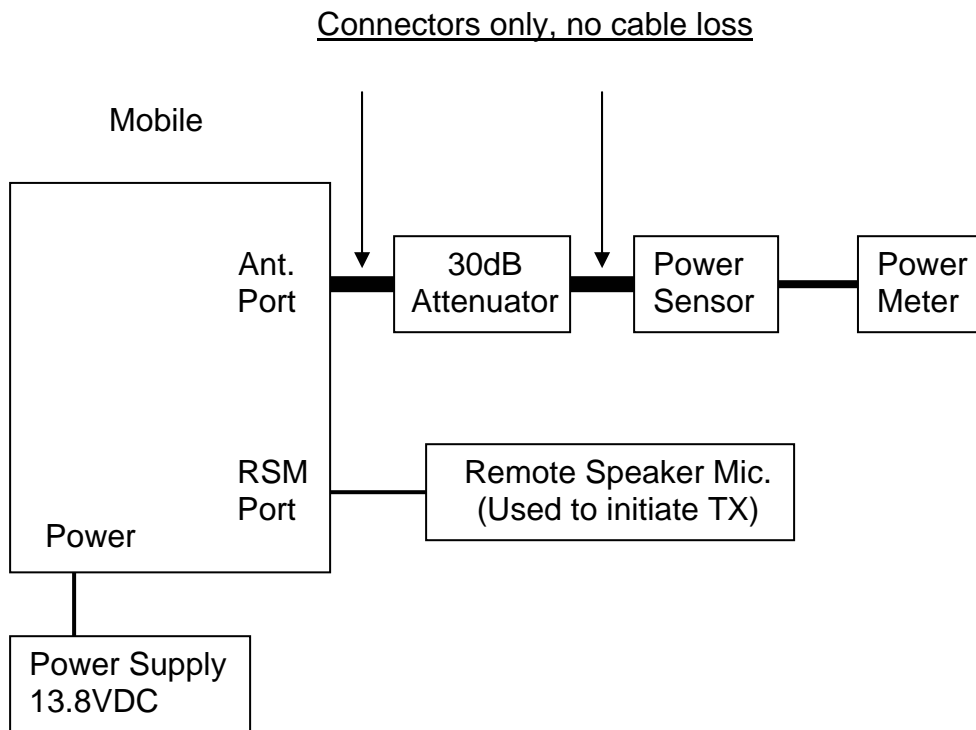 Connectors only, no cable loss
Mobile
Ant.
Port
30dB
Attenuator
Power
Sensor
Power
Meter
RSM
Port
Remote Speaker Mic.
(Used to initiate TX)
Power
Power Supply
13.8VDC